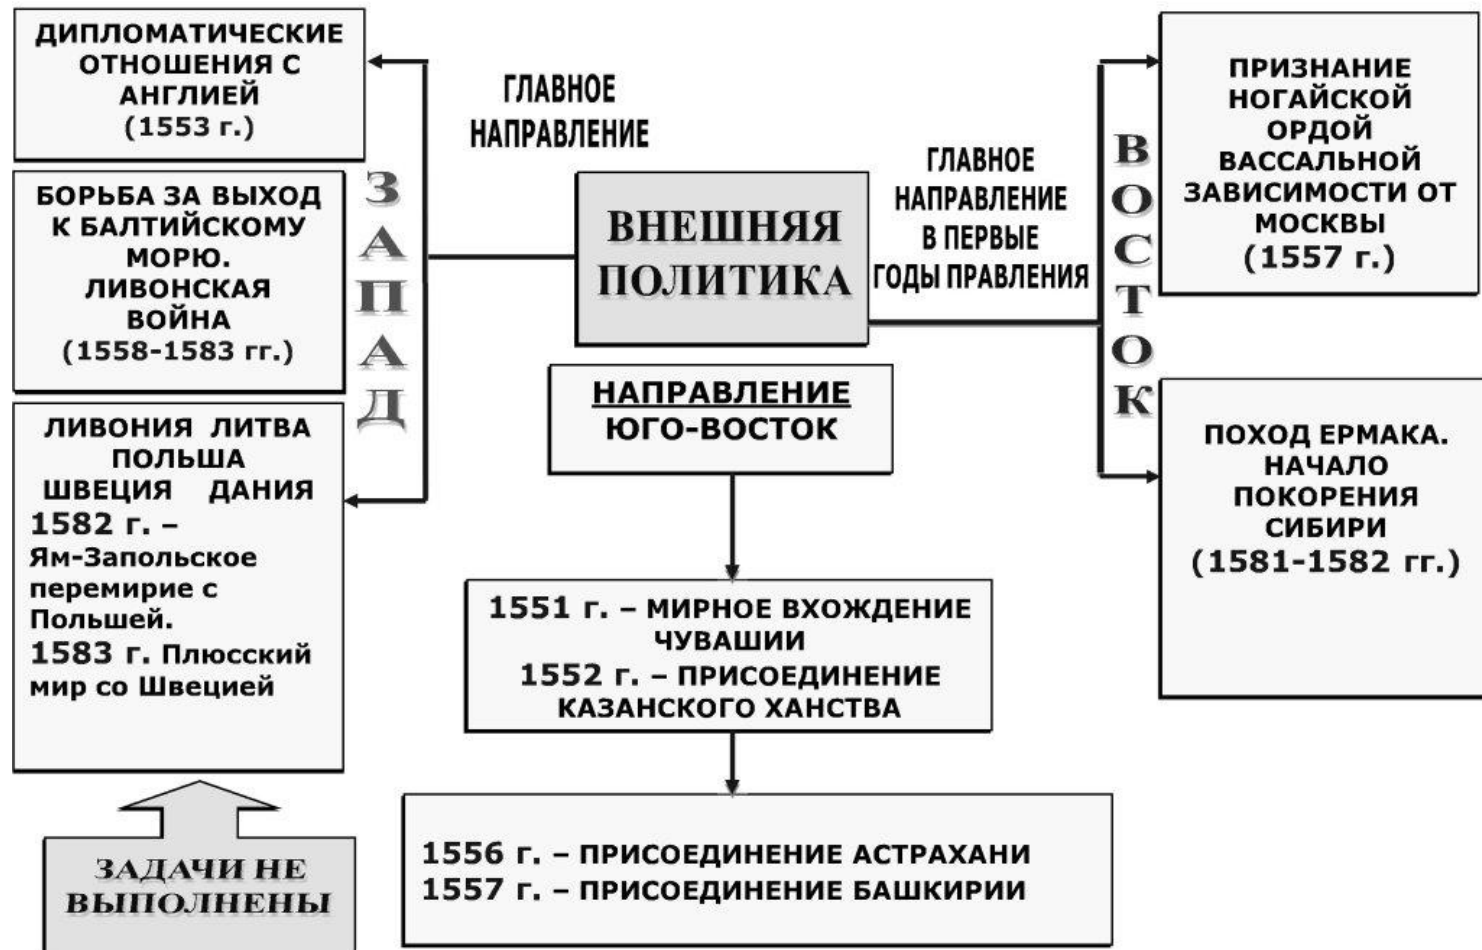 ДИПЛОМАТИЧЕСКИЕ
ОТНОШЕНИЯ С
АНГЛИЕЙ
(1553 г.)
БОРЬБА ЗА ВЫХОД
К БАЛТИЙСКОМУ
МОРЮ.
ЛИВОНСКАЯ
ВОЙНА
(1558-1583 гг.)
ЛИВОНИЯ ЛИТВА
ПОЛЬША
ШВЕЦИЯ ДАНИЯ
1582 г. –
Ям-Запольское
перемирие с
Польшей.
1583 г. Плюсский
мир со Швецией
ЗАДАЧИ НЕ
ВЫПОЛНЕНЫ
ЗАПАД
ГЛАВНОЕ
НАПРАВЛЕНИЕ
ВНЕШНЯЯ
ПОЛИТИКА
НАПРАВЛЕНИЕ
ЮГО-ВОСТОК
1551 г. – МИРНОЕ ВХОЖДЕНИЕ
ЧУВАШИИ
1552 г. – ПРИСОЕДИНЕНИЕ
КАЗАНСКОГО ХАНСТВА
1556 г. – ПРИСОЕДИНЕНИЕ АСТРАХАНИ
1557 г. – ПРИСОЕДИНЕНИЕ БАШКИРИИ
ГЛАВНОЕ
НАПРАВЛЕНИЕ
В ПЕРВЫЕ
ГОДЫ ПРАВЛЕНИЯ
ВОСТОК
ПРИЗНАНИЕ
НОГАЙСКОЙ
ОРДОЙ
ВАССАЛЬНОЙ
ЗАВИСИМОСТИ ОТ
МОСКВЫ
(1557 г.)
ПОХОД ЕРМАКА.
НАЧАЛО
ПОКОРЕНИЯ
СИБИРИ
(1581-1582 гг.)